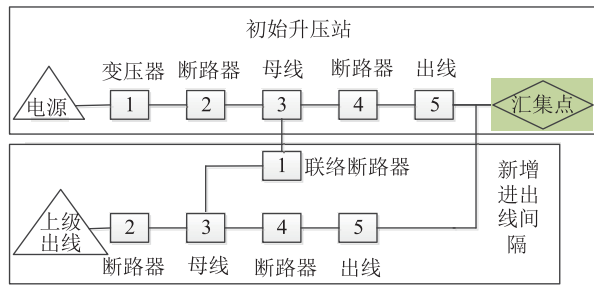 初始升压站
变压器 断路器 母线 断路器 出线
电源 1 2 3 4 5 汇集点
1 联络断路器
新增
进出
线间
隔
上级
出线
2 3 4 5
断路器 母线 断路器 出线